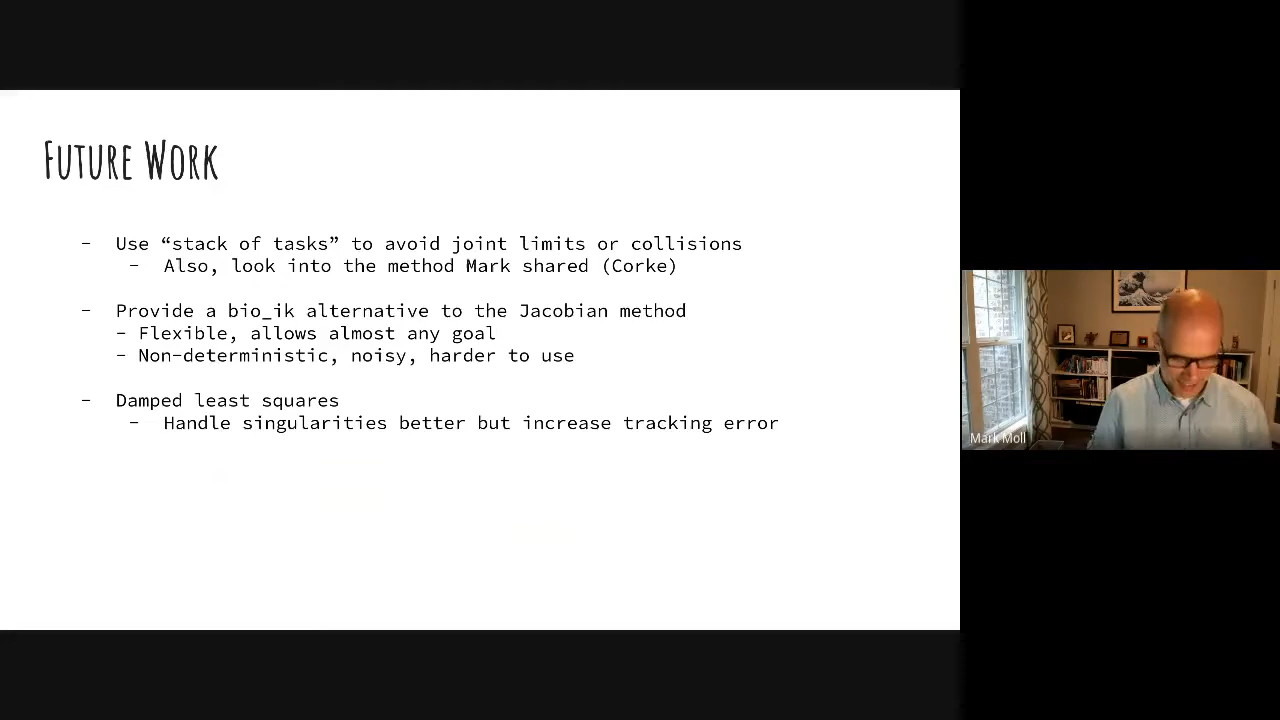 Future Work
- Use “stack of tasks” to avoid joint limits or collisions
- Also, look into the method Mark shared (Corke)
- Provide a bio_ik alternative to the Jacobian method
- Flexible, allows almost any goal
- Non-deterministic, noisy, harder to use
- Damped least squares
- Handle singularities better but increase tracking error
Mark Moll